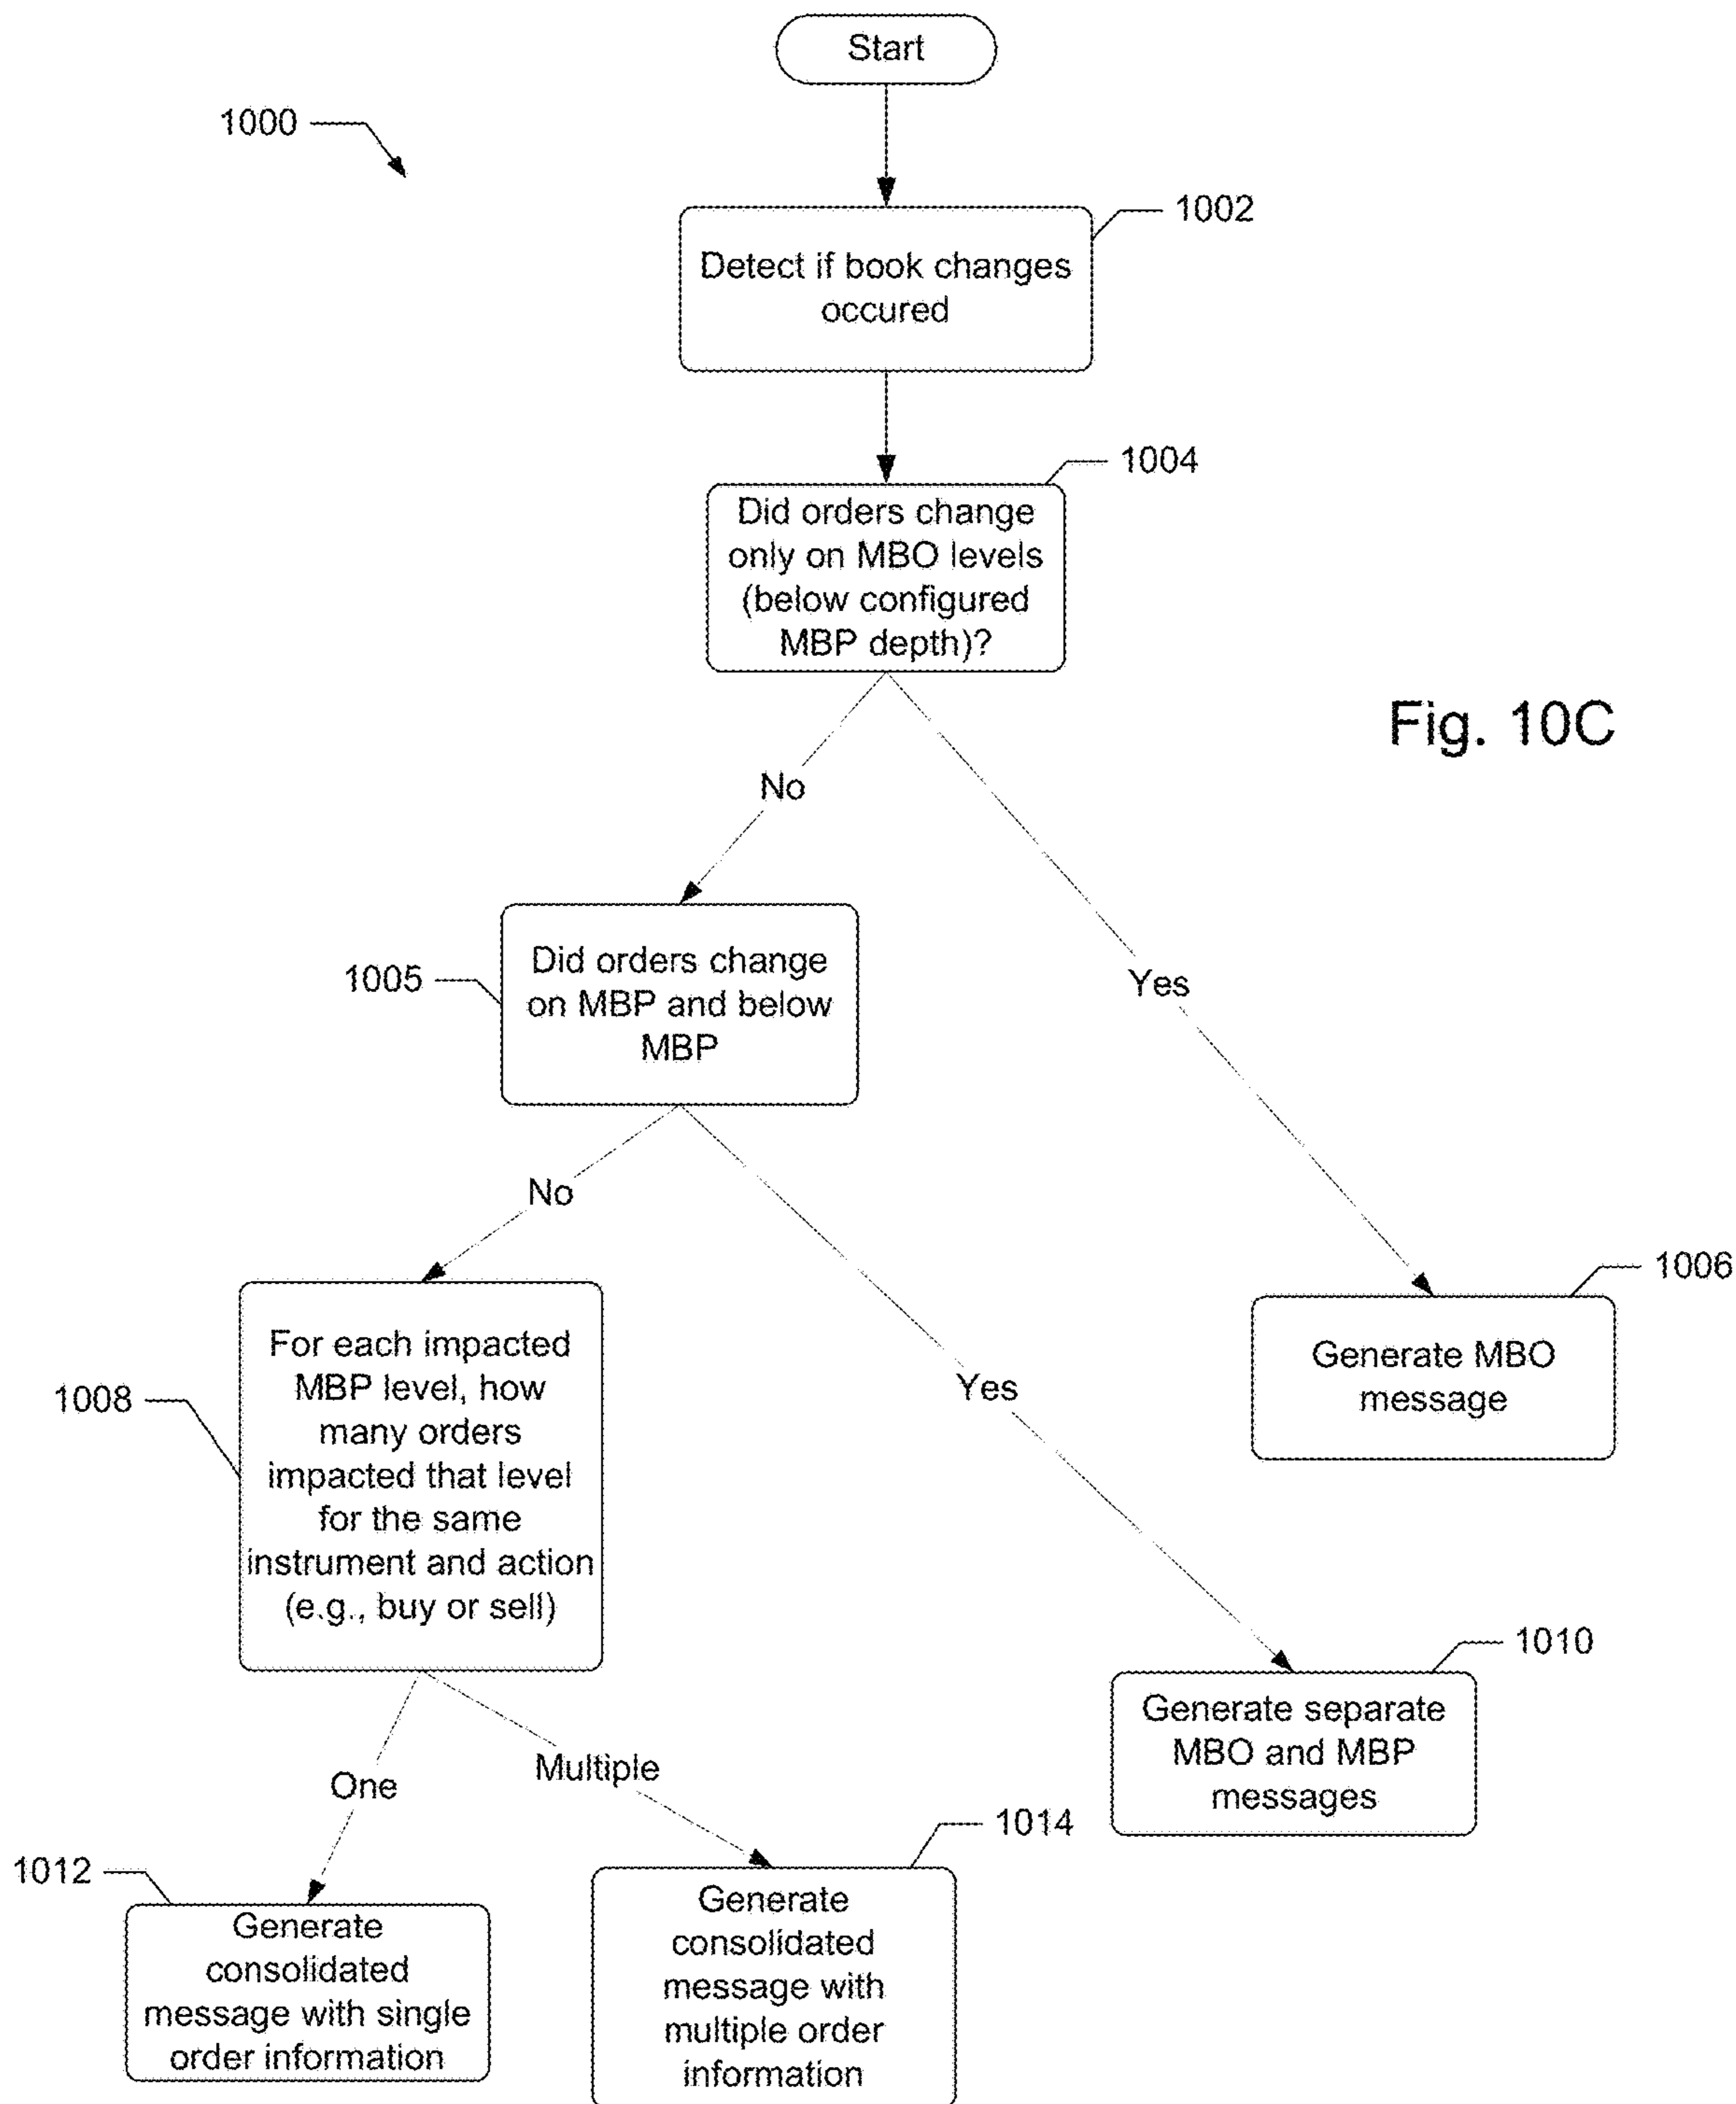 Start
1000
1002
Detect if book changes
occured
1004
Did orders change
only on MBO levels
(below configured
MBP depth)?
Fig. 10C
No
Yes
1005
Did orders change
on MBP and below
MBP
No
Yes
1006
Generate MBO
message
1008
For each impacted
MBP level, how
many orders
impacted that level
for the same
instrument and action
(e.g., buy or sell)
1010
Generate separate
MBO and MBP
messages
One
Multiple
1012
Generate
consolidated
message with single
order information
1014
Generate
consolidated
message with
multiple order
information